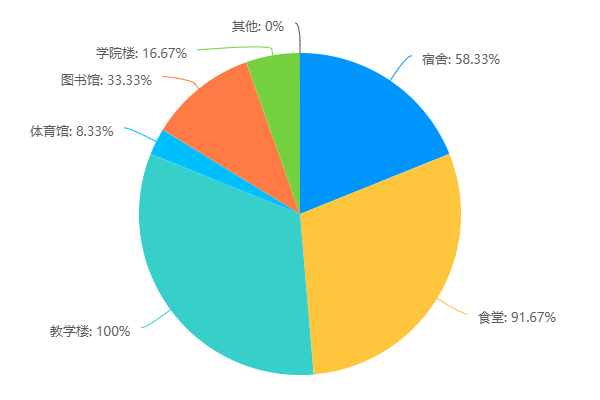 其他: 0%
学院楼: 16.67%
宿舍: 58.33%
图书馆: 33.33%
体育馆: 8.33%
食堂: 91.67%
教学楼: 100%